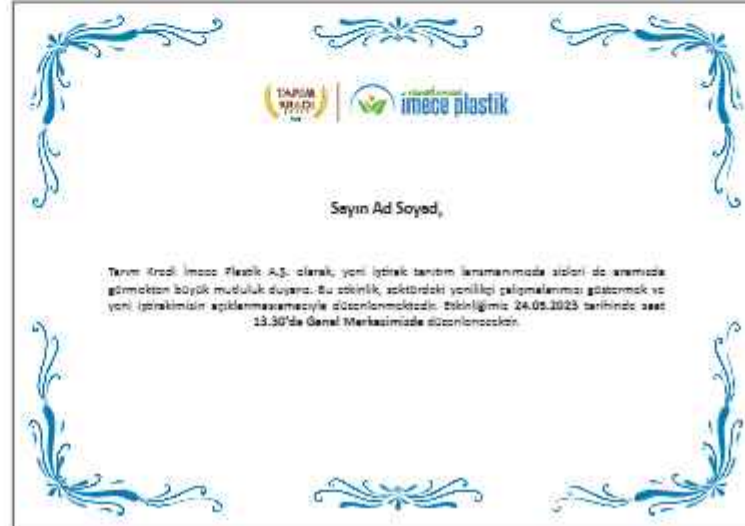 TARIM
KREDİ
imece plastik
Sayın Ad Soyad,
Tarım Kredi İmece Plastik A.Ş. olarak, yeni iştirak tanıtım lansmanımızda sizleri de aramızda
görmekten büyük mutluluk duyarız. Bu etkinlik, sektördeki yenilikçi çalışmalarımızı göstermek ve
yeni iştirakimizin açıklanması amacıyla düzenlenmektedir. Etkinliğimiz 24.05.2023 tarihinde saat
13.30'da Genel Merkezimizde düzenlenecektir.